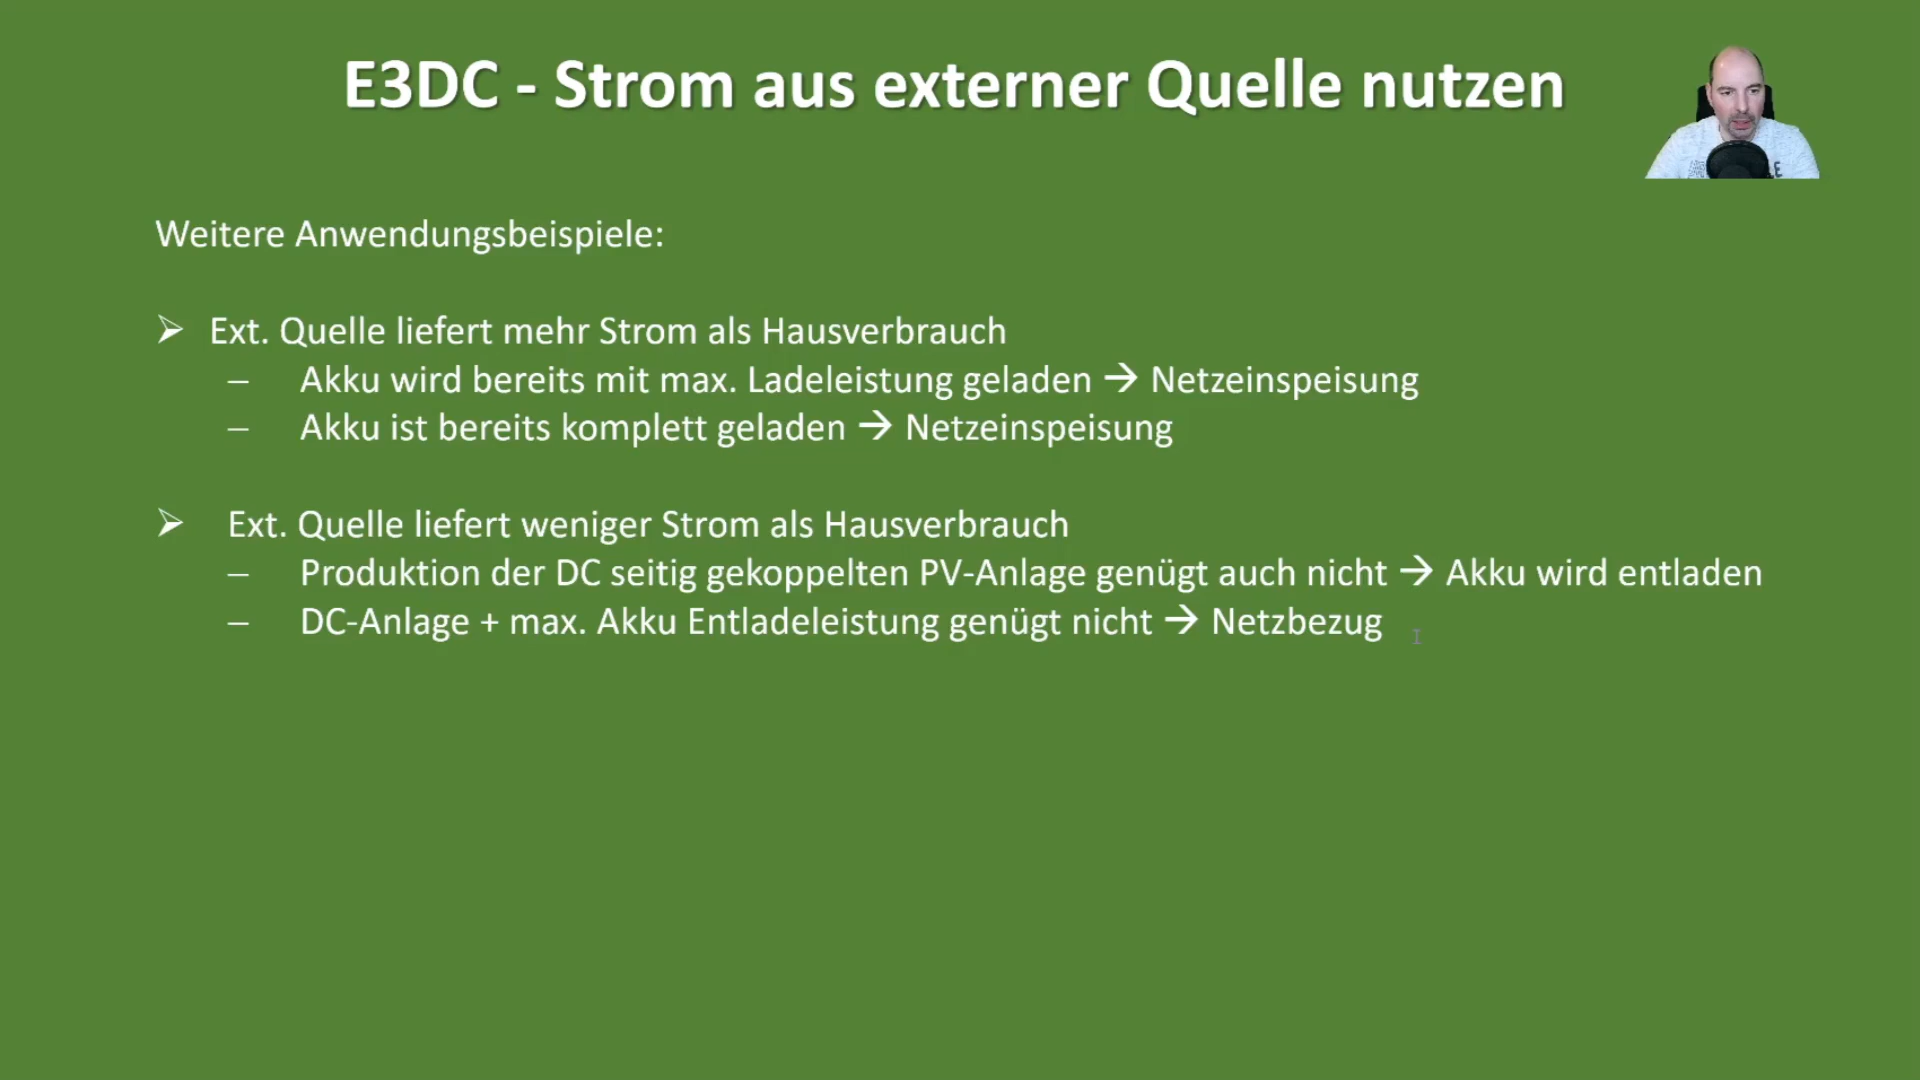 E3DC - Strom aus externer Quelle nutzen
Weitere Anwendungsbeispiele:
➢ Ext. Quelle liefert mehr Strom als Hausverbrauch
– Akku wird bereits mit max. Ladeleistung geladen → Netzeinspeisung
– Akku ist bereits komplett geladen → Netzeinspeisung
➢ Ext. Quelle liefert weniger Strom als Hausverbrauch
– Produktion der DC seitig gekoppelten PV-Anlage genügt auch nicht → Akku wird entladen
– DC-Anlage + max. Akku Entladeleistung genügt nicht → Netzbezug